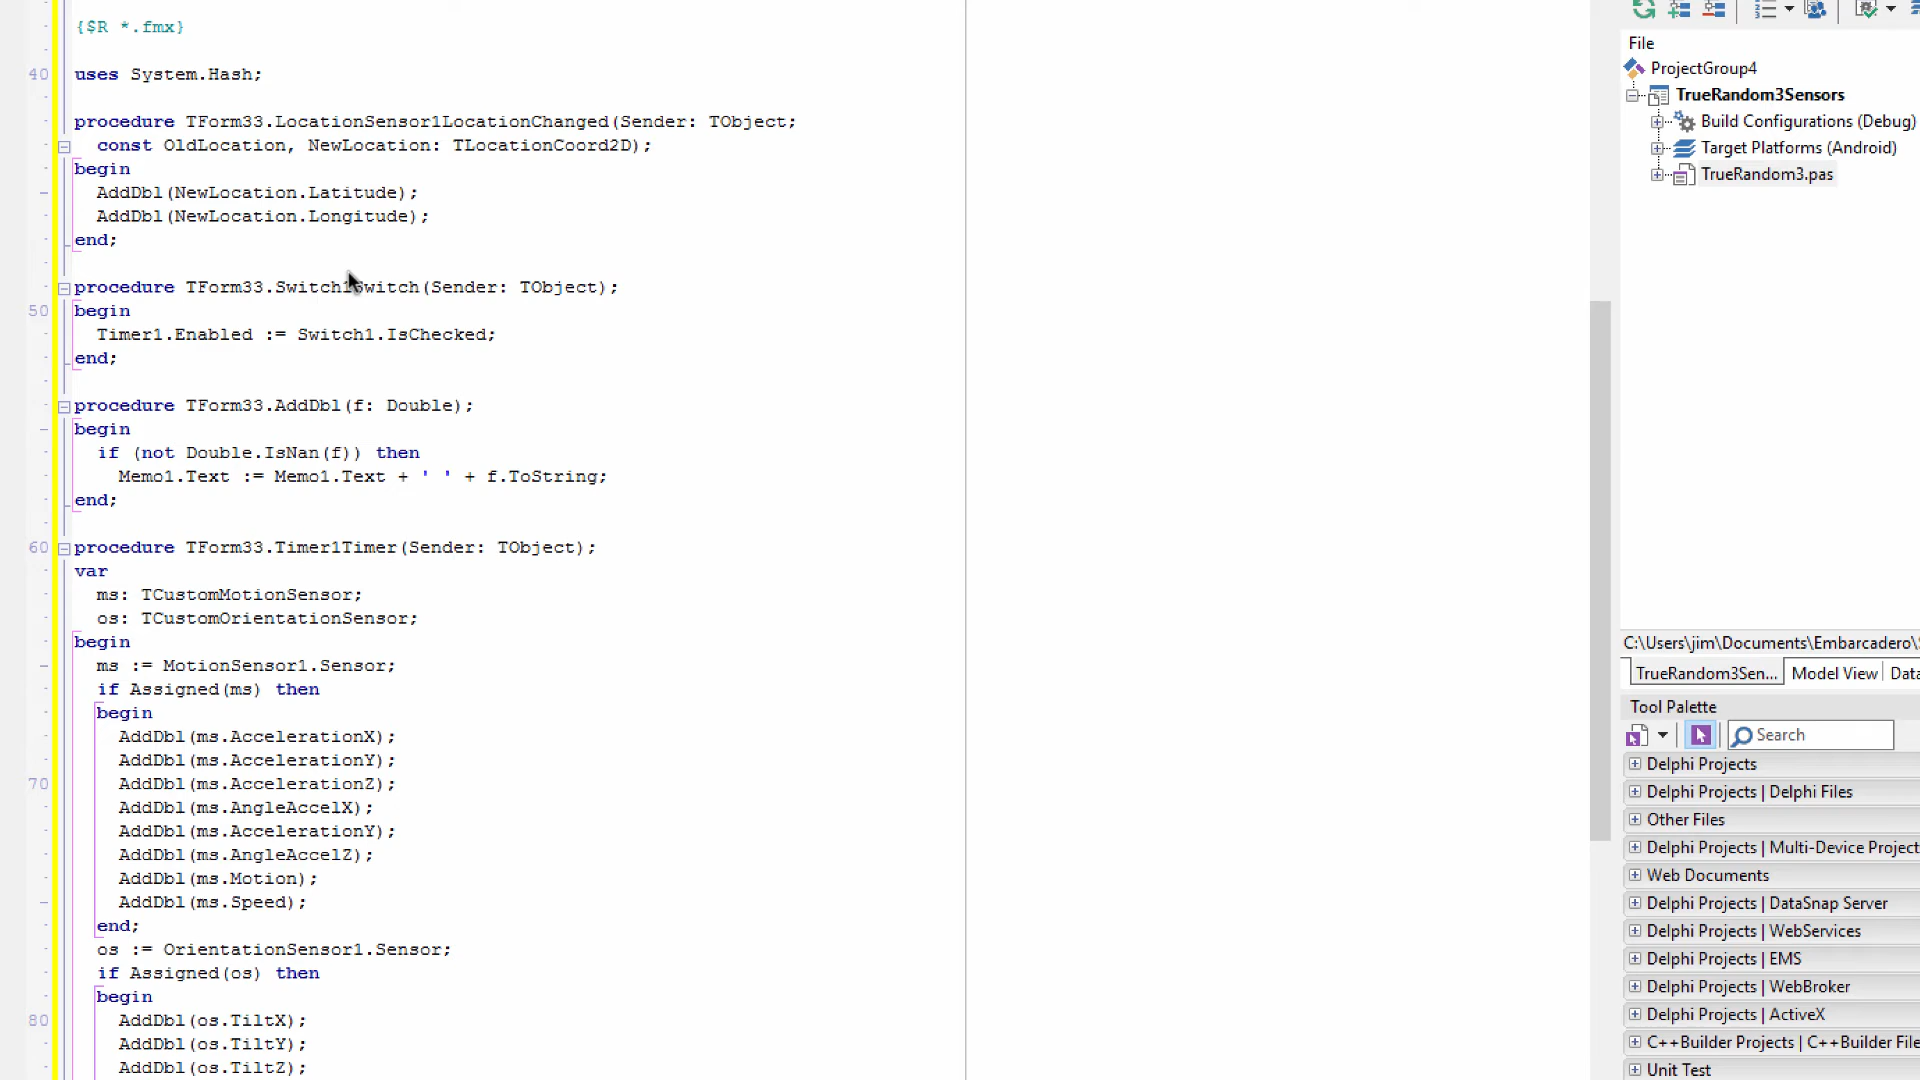 {$R *.fmx}
40 uses System.Hash;
procedure TForm33.LocationSensor1LocationChanged(Sender: TObject;
const OldLocation, NewLocation: TLocationCoord2D);
begin
AddDbl(NewLocation.Latitude);
AddDbl(NewLocation.Longitude);
end;
procedure TForm33.Switch1Switch(Sender: TObject);
50 begin
Timer1.Enabled := Switch1.IsChecked;
end;
procedure TForm33.AddDbl(f: Double);
begin
if (not Double.IsNan(f)) then
Memo1.Text := Memo1.Text + ' ' + f.ToString;
end;
60 procedure TForm33.Timer1Timer(Sender: TObject);
var
ms: TCustomMotionSensor;
os: TCustomOrientationSensor;
begin
ms := MotionSensor1.Sensor;
if Assigned(ms) then
begin
AddDbl(ms.AccelerationX);
AddDbl(ms.AccelerationY);
70 AddDbl(ms.AccelerationZ);
AddDbl(ms.AngleAccelX);
AddDbl(ms.AccelerationY);
AddDbl(ms.AngleAccelZ);
AddDbl(ms.Motion);
AddDbl(ms.Speed);
end;
os := OrientationSensor1.Sensor;
if Assigned(os) then
begin
80 AddDbl(os.TiltX);
AddDbl(os.TiltY);
AddDbl(os.TiltZ);
File
ProjectGroup4
TrueRandom3Sensors
Build Configurations (Debug)
Target Platforms (Android)
TrueRandom3.pas
C:\Users\jim\Documents\Embarcadero\S
TrueRandom3Sen... Model View Data
Tool Palette
Search
Delphi Projects
Delphi Projects | Delphi Files
Other Files
Delphi Projects | Multi-Device Project
Web Documents
Delphi Projects | DataSnap Server
Delphi Projects | WebServices
Delphi Projects | EMS
Delphi Projects | WebBroker
Delphi Projects | ActiveX
C++Builder Projects | C++Builder File
Unit Test